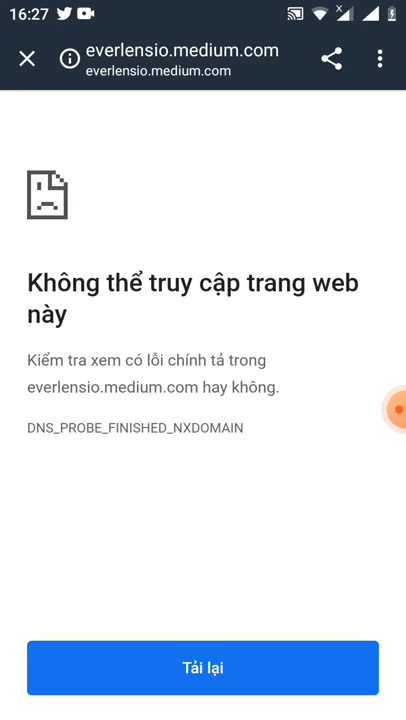 16:27
everlensio.medium.com
everlensio.medium.com
Không thể truy cập trang web
này
Kiểm tra xem có lỗi chính tả trong
everlensio.medium.com hay không.
DNS_PROBE_FINISHED_NXDOMAIN
Tải lại